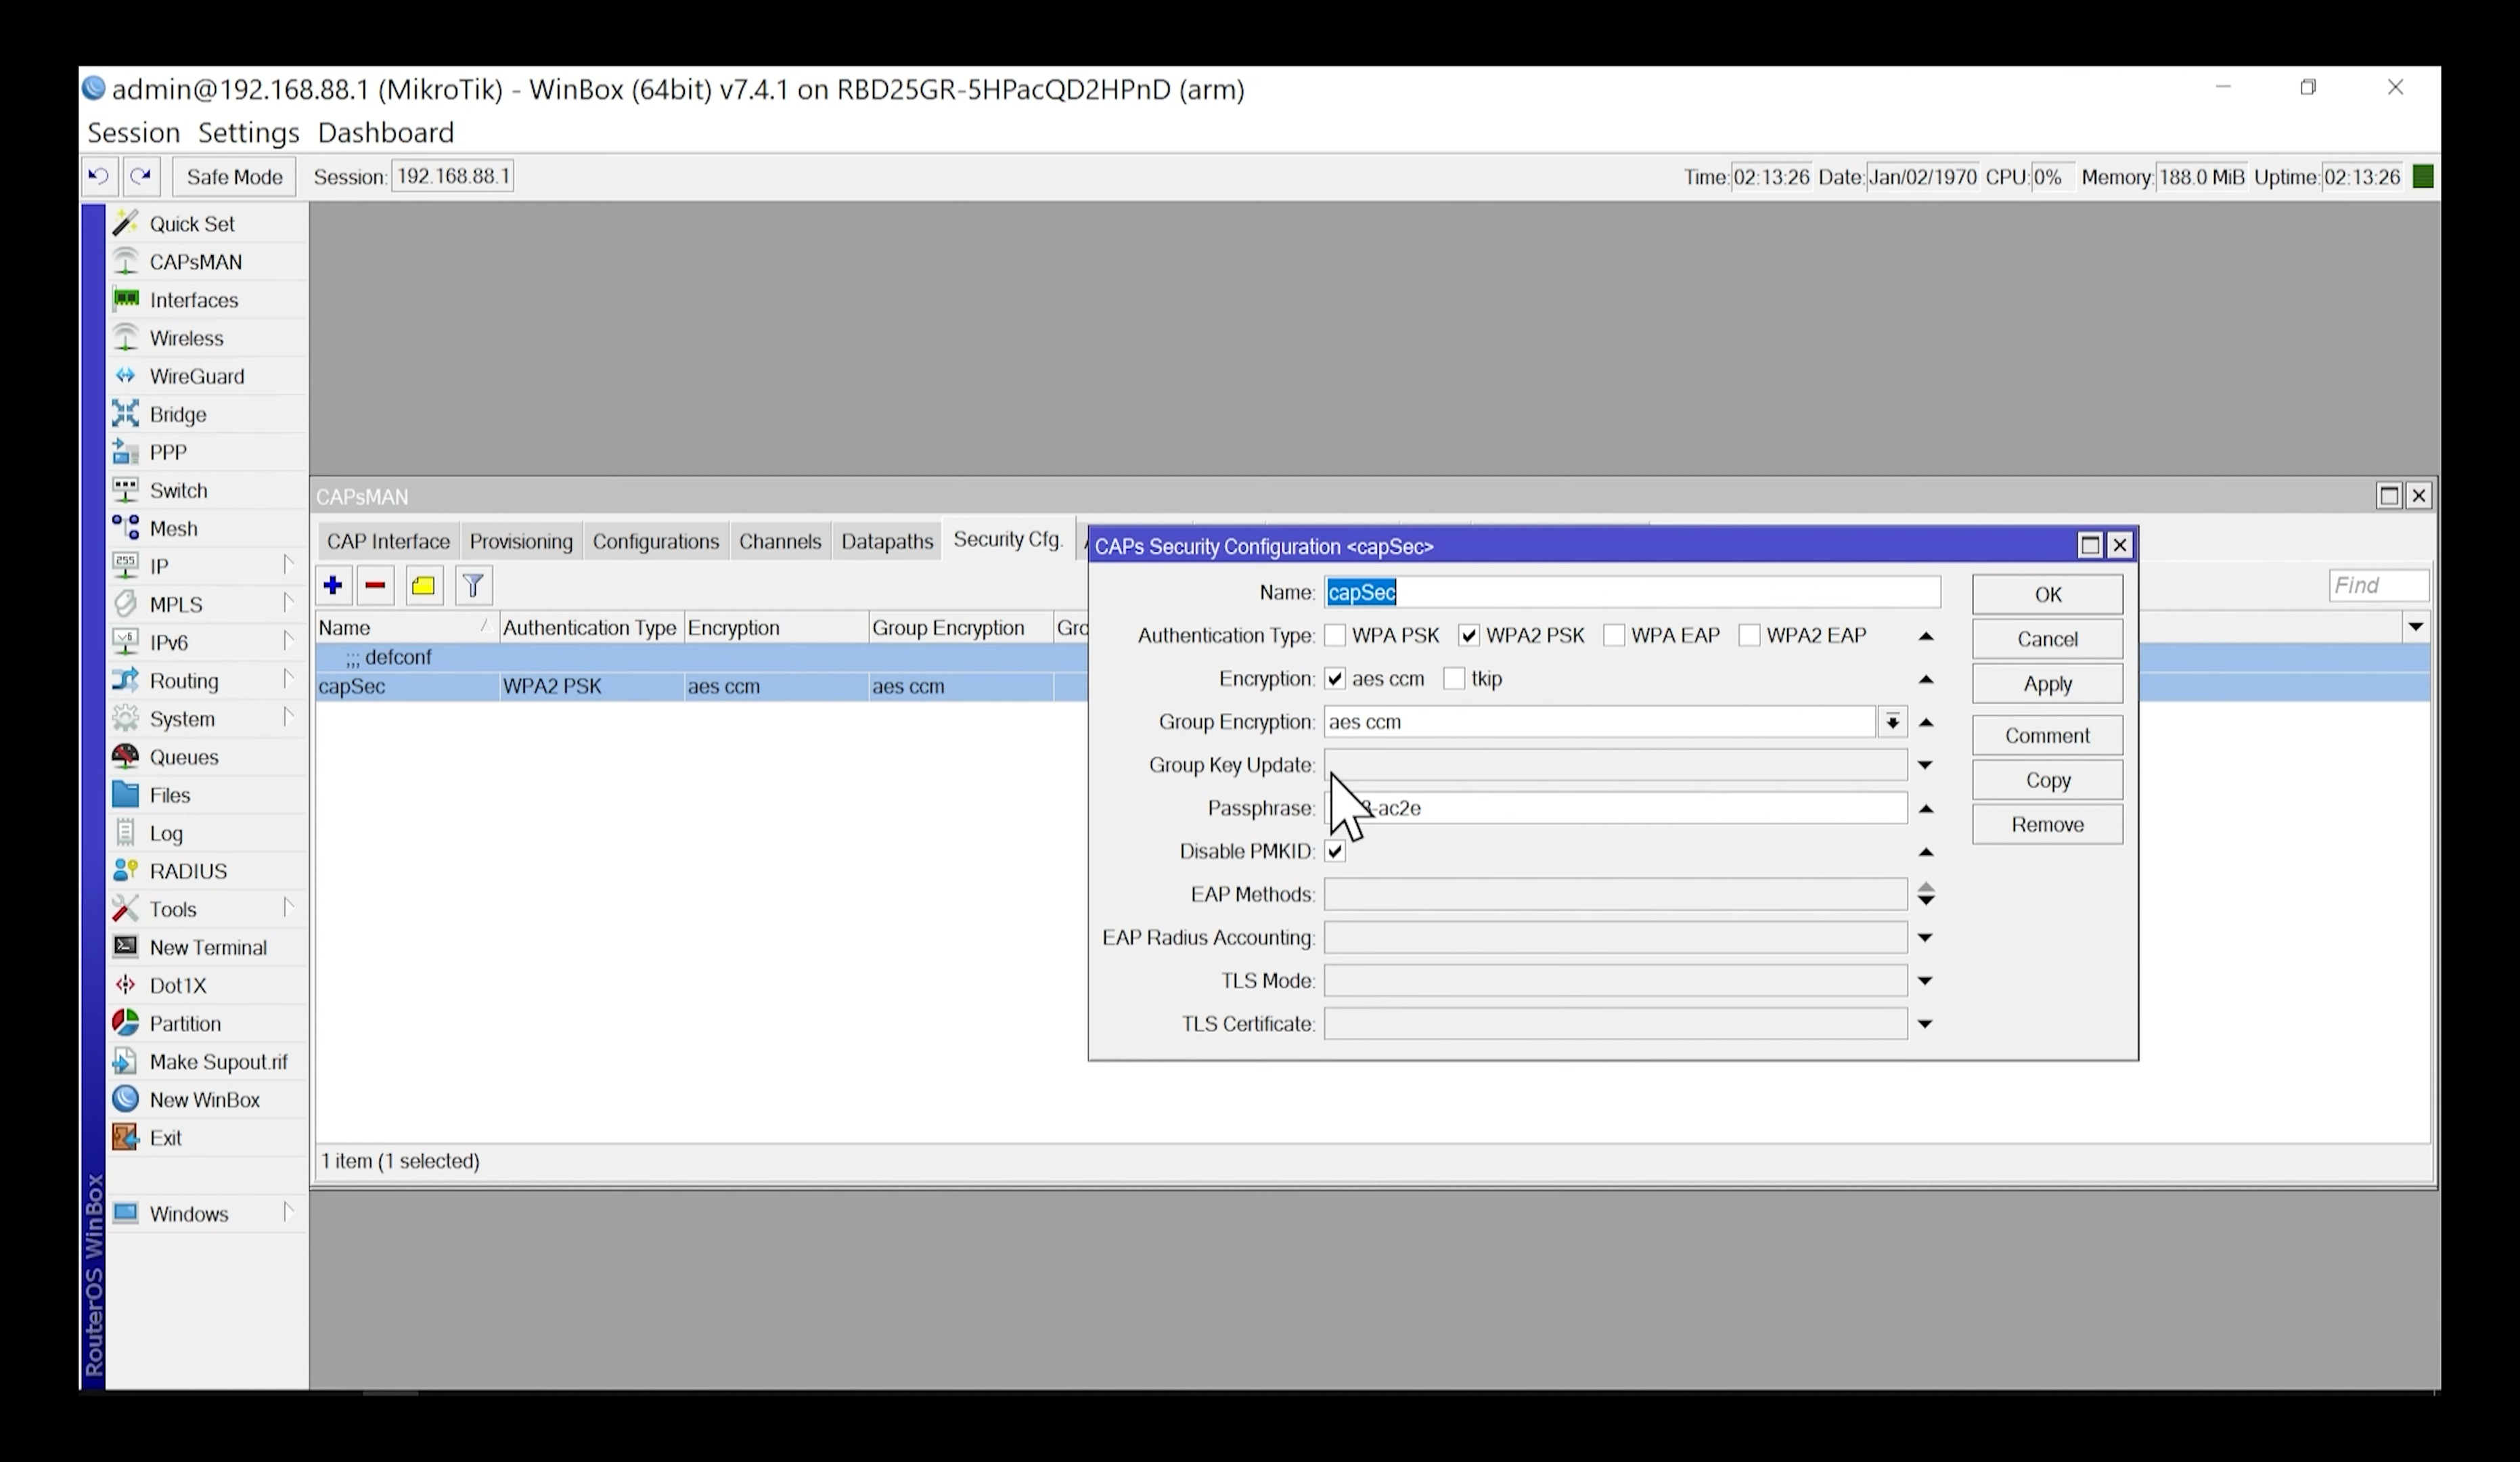 admin@192.168.88.1 (MikroTik) - WinBox (64bit) v7.4.1 on RBD25GR-5HPacQD2HPnD (arm)
Session Settings Dashboard
Safe Mode Session: 192.168.88.1 Time: 02:13:26 Date: Jan/02/1970 CPU: 0% Memory: 188.0 MiB Uptime: 02:13:26
Quick Set
CAPsMAN
Interfaces
Wireless
WireGuard
Bridge
PPP
Switch
Mesh
IP
MPLS
IPv6
Routing
System
Queues
Files
Log
RADIUS
Tools
New Terminal
Dot1X
Partition
Make Supout.rif
New WinBox
Exit
Windows
RouterOS WinBox
CAPsMAN
CAP Interface Provisioning Configurations Channels Datapaths Security Cfg.
Find
Name Authentication Type Encryption Group Encryption Gro
;;; defconf
capSec WPA2 PSK aes ccm aes ccm
1 item (1 selected)
CAPs Security Configuration <capSec>
Name: capSec
Authentication Type: WPA PSK WPA2 PSK WPA EAP WPA2 EAP
Encryption: aes ccm tkip
Group Encryption: aes ccm
Group Key Update:
Passphrase: -ac2e
Disable PMKID:
EAP Methods:
EAP Radius Accounting:
TLS Mode:
TLS Certificate:
OK
Cancel
Apply
Comment
Copy
Remove